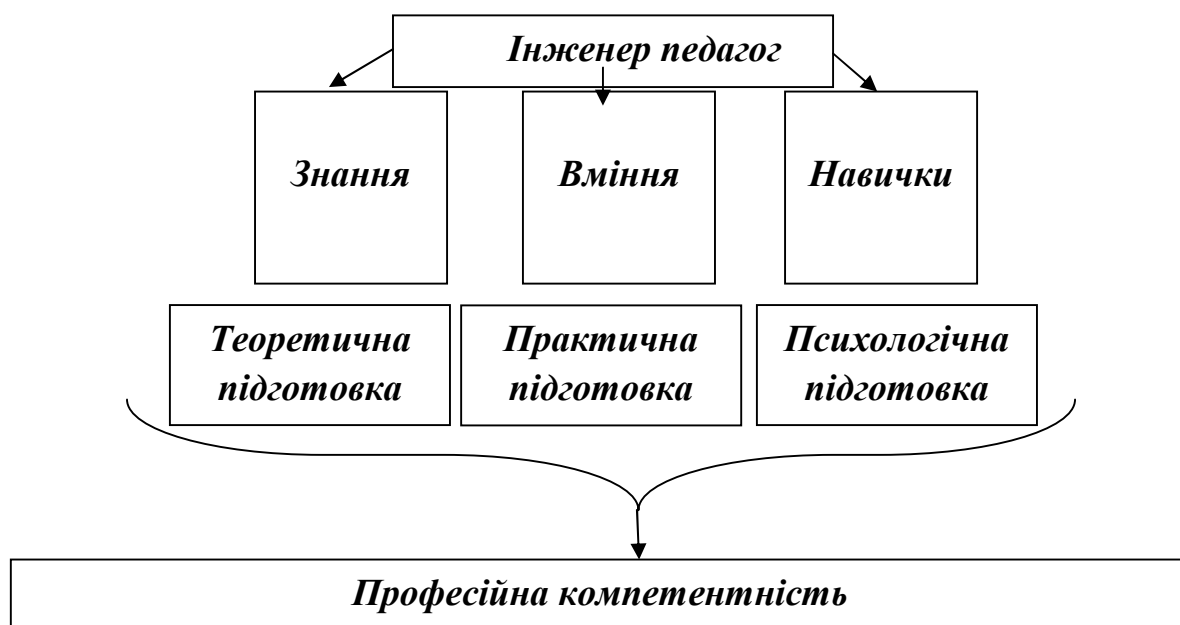 Інженер педагог
Знання
Вміння
Навички
Теоретична
підготовка
Практична
підготовка
Психологічна
підготовка
Професійна компетентність